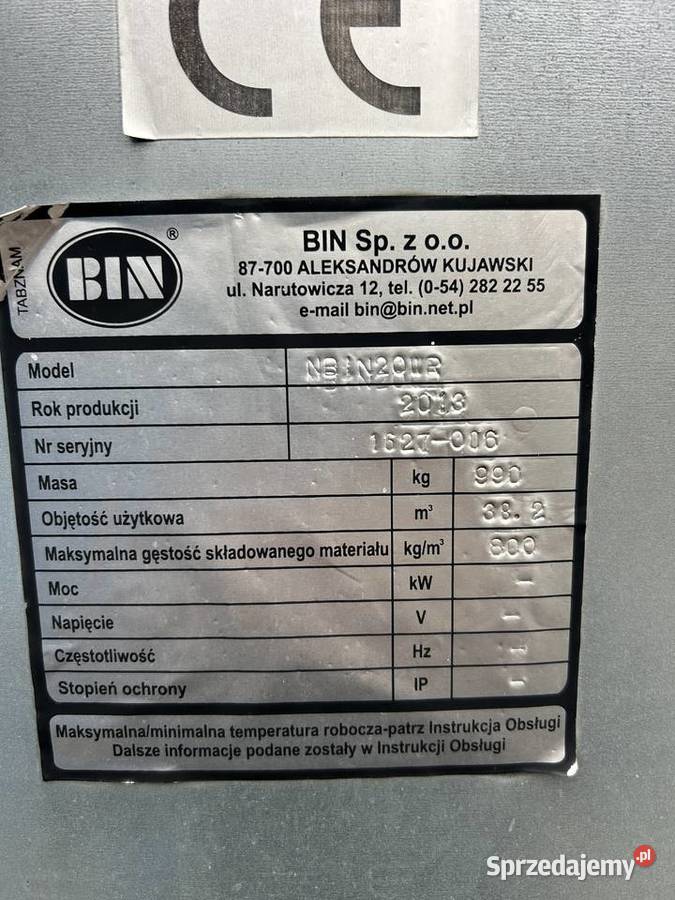 CE
TABZNAM
BIN ®
BIN Sp. z o.o.
87-700 ALEKSANDRÓW KUJAWSKI
ul. Narutowicza 12, tel. (0-54) 282 22 55
e-mail bin@bin.net.pl
Model
Rok produkcji 2013
Nr seryjny 1627-006
Masa kg 990
Objętość użytkowa m³ 38.2
Maksymalna gęstość składowanego materiału kg/m³ 800
Moc kW -
Napięcie V -
Częstotliwość Hz -
Stopień ochrony IP -
Maksymalna/minimalna temperatura robocza-patrz Instrukcja Obsługi
Dalsze informacje podane zostały w Instrukcji Obsługi
Sprzedajemy.pl